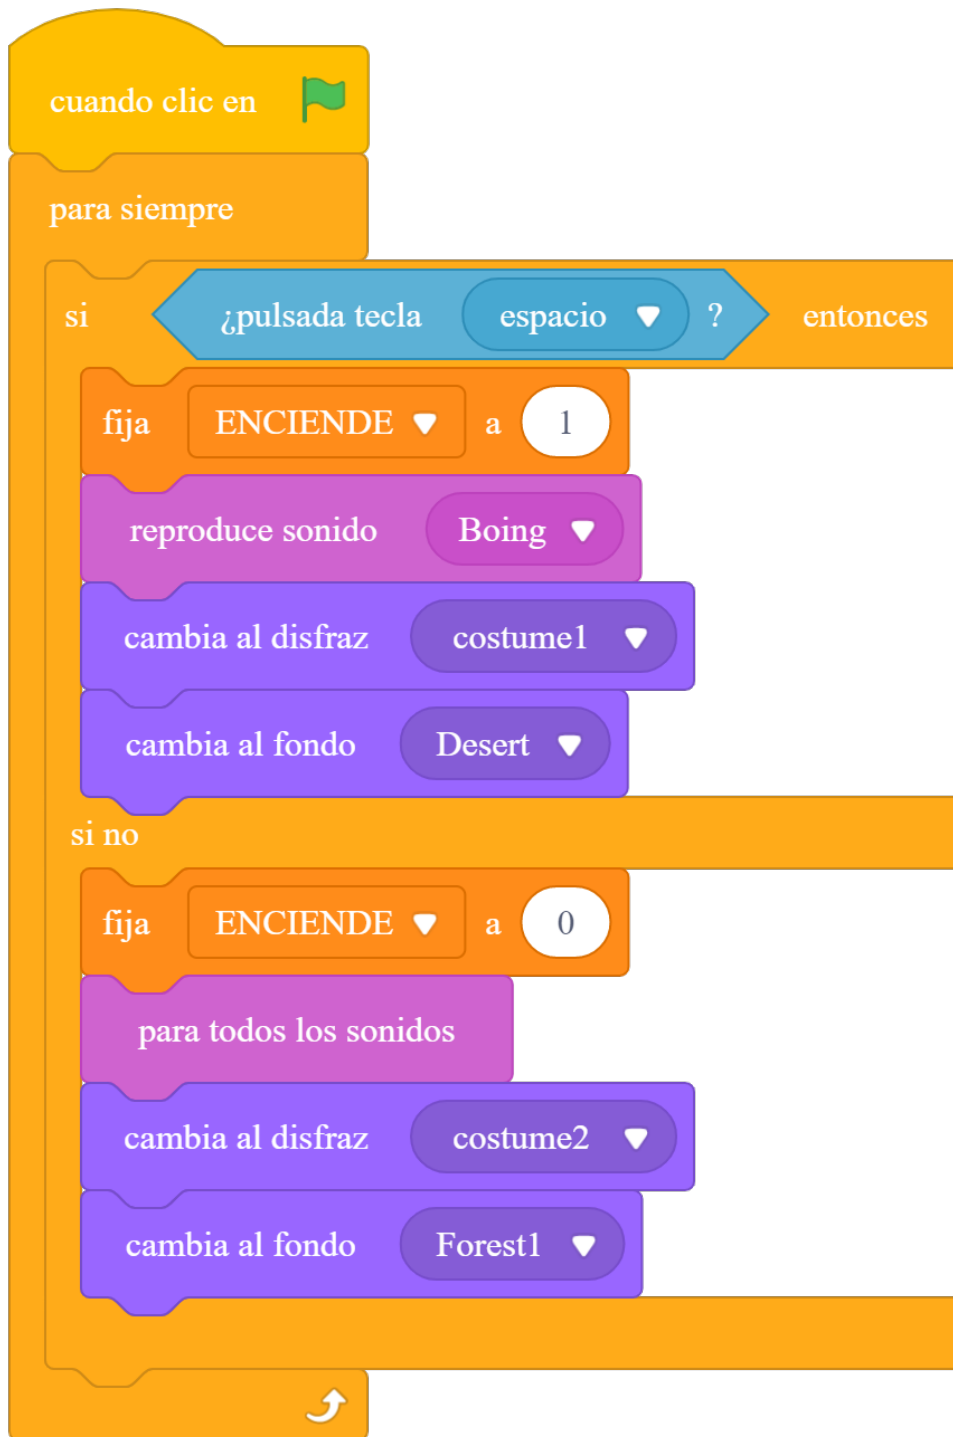 cuando clic en
para siempre
si ¿pulsada tecla espacio ? entonces
fija ENCIENDE a 1
reproduce sonido Boing
cambia al disfraz costume1
cambia al fondo Desert
si no
fija ENCIENDE a 0
para todos los sonidos
cambia al disfraz costume2
cambia al fondo Forest1